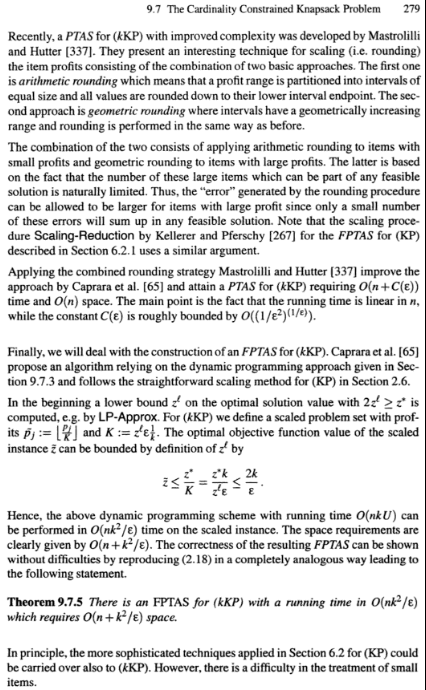 9.7 The Cardinality Constrained Knapsack Problem 279
Recently, a PTAS for (kKP) with improved complexity was developed by Mastrolilli
and Hutter [337]. They present an interesting technique for scaling (i.e. rounding)
the item profits consisting of the combination of two basic approaches. The first one
is arithmetic rounding which means that a profit range is partitioned into intervals of
equal size and all values are rounded down to their lower interval endpoint. The sec-
ond approach is geometric rounding where intervals have a geometrically increasing
range and rounding is performed in the same way as before.
The combination of the two consists of applying arithmetic rounding to items with
small profits and geometric rounding to items with large profits. The latter is based
on the fact that the number of these large items which can be part of any feasible
solution is naturally limited. Thus, the “error” generated by the rounding procedure
can be allowed to be larger for items with large profit since only a small number
of these errors will sum up in any feasible solution. Note that the scaling proce-
dure Scaling-Reduction by Kellerer and Pferschy [267] for the FPTAS for (KP)
described in Section 6.2.1 uses a similar argument.
Applying the combined rounding strategy Mastrolilli and Hutter [337] improve the
approach by Caprara et al. [65] and attain a PTAS for (kKP) requiring O(n+C(ε))
time and O(n) space. The main point is the fact that the running time is linear in n,
while the constant C(ε) is roughly bounded by O((1/ε²)^(1/ε)).
Finally, we will deal with the construction of an FPTAS for (kKP). Caprara et al. [65]
propose an algorithm relying on the dynamic programming approach given in Sec-
tion 9.7.3 and follows the straightforward scaling method for (KP) in Section 2.6.
In the beginning a lower bound z^ℓ on the optimal solution value with 2z^ℓ ≥ z* is
computed, e.g. by LP-Approx. For (kKP) we define a scaled problem set with prof-
its p̃j := ⌊pj/K⌋ and K := z^ℓ ε 1/k. The optimal objective function value of the scaled
instance z̃ can be bounded by definition of z^ℓ by
z̃ ≤ z*/K = z*k/z^ℓε ≤ 2k/ε.
Hence, the above dynamic programming scheme with running time O(nkU) can
be performed in O(nk²/ε) time on the scaled instance. The space requirements are
clearly given by O(n+k²/ε). The correctness of the resulting FPTAS can be shown
without difficulties by reproducing (2.18) in a completely analogous way leading to
the following statement.
Theorem 9.7.5 There is an FPTAS for (kKP) with a running time in O(nk²/ε)
which requires O(n+k²/ε) space.
In principle, the more sophisticated techniques applied in Section 6.2 for (KP) could
be carried over also to (kKP). However, there is a difficulty in the treatment of small
items.